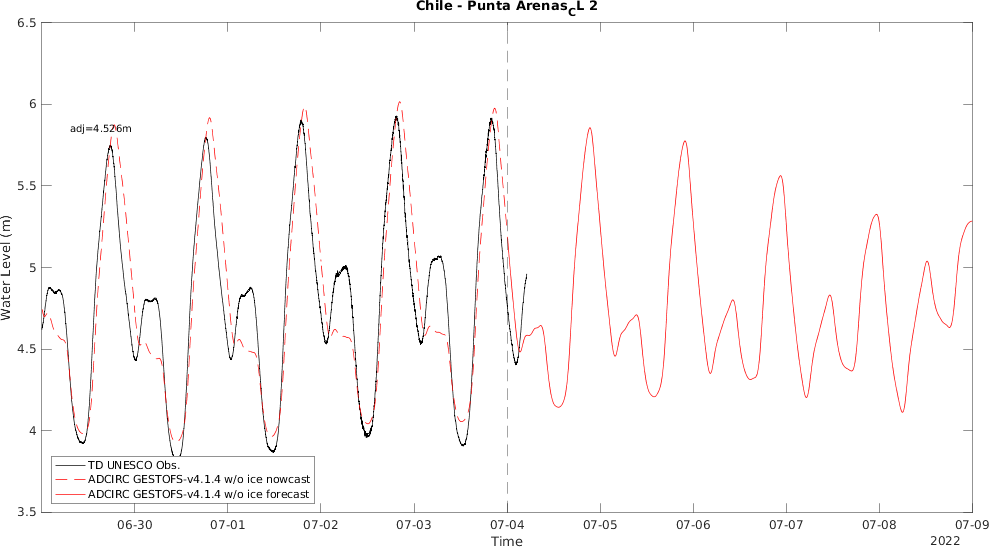 Chile - Punta Arenas_CL 2
6.5
6
5.5
5
4.5
4
3.5
Water Level (m)
adj=4.526m
TD UNESCO Obs.
ADCIRC GESTOFS-v4.1.4 w/o ice nowcast
ADCIRC GESTOFS-v4.1.4 w/o ice forecast
06-30 07-01 07-02 07-03 07-04 07-05 07-06 07-07 07-08 07-09
Time
2022